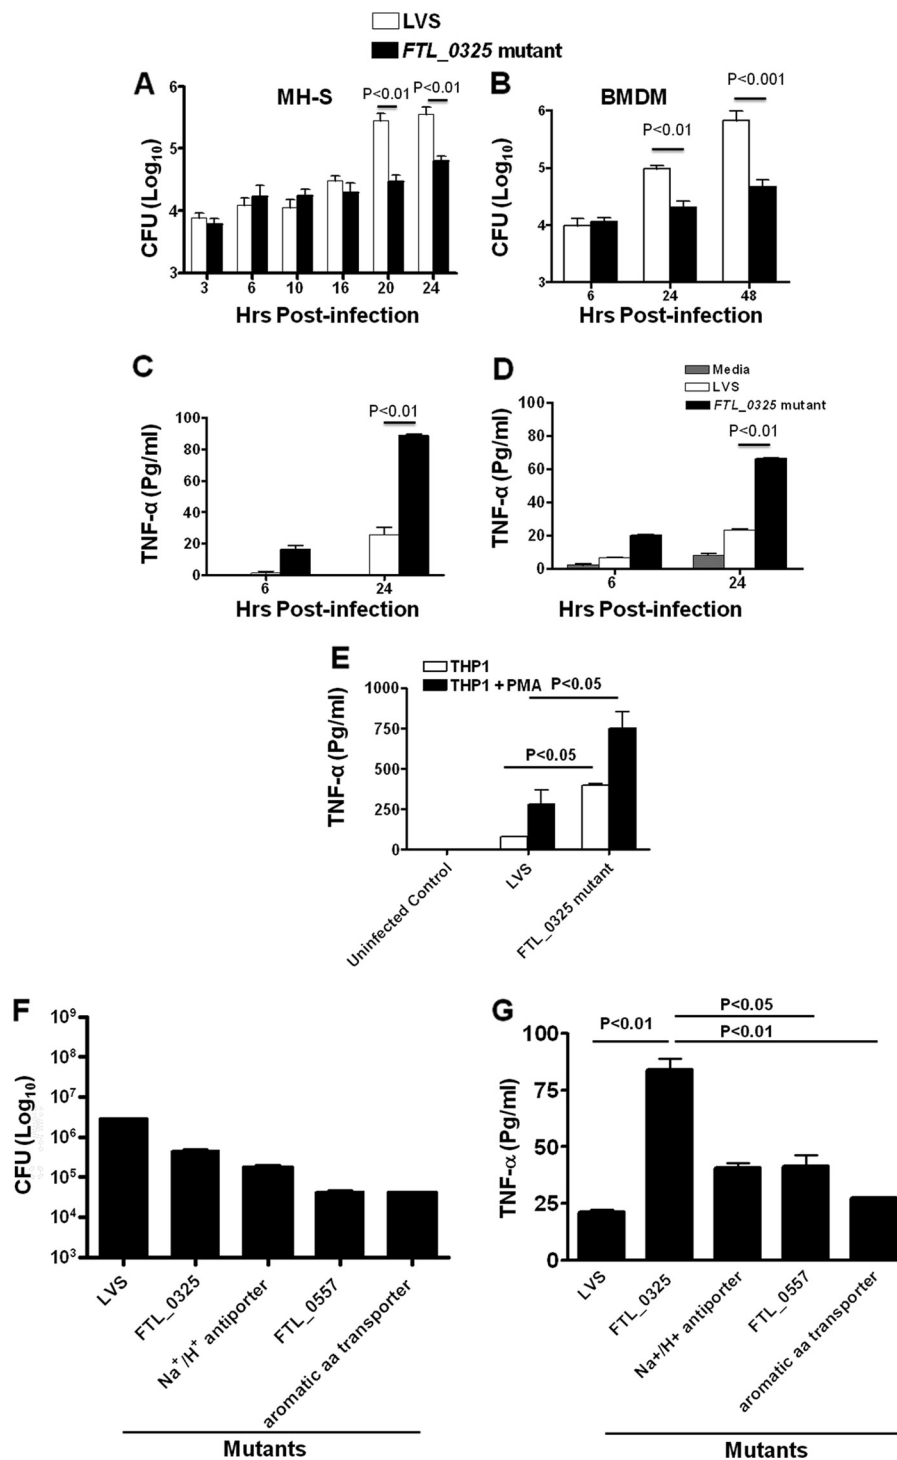 LVS
FTL_0325 mutant
A
MH-S
P<0.01 P<0.01
CFU (Log10)
6
5
4
3
3 6 10 16 20 24
Hrs Post-infection
B
BMDM
P<0.001
P<0.01
CFU (Log10)
6
5
4
3
6 24 48
Hrs Post-infection
C
P<0.01
TNF-α (Pg/ml)
100
80
60
40
20
0
6 24
Hrs Post-infection
D
Media
LVS
FTL_0325 mutant
P<0.01
TNF-α (Pg/ml)
100
80
60
40
20
0
6 24
Hrs Post-infection
E
THP1
THP1 + PMA
P<0.05
P<0.05
TNF-α (Pg/ml)
1000
750
500
250
0
Uninfected Control
LVS
FTL_0325 mutant
F
CFU (Log10)
10⁹
10⁸
10⁷
10⁶
10⁵
10⁴
10³
LVS
FTL_0325
Na⁺/H⁺ antiporter
FTL_0557
aromatic aa transporter
Mutants
G
P<0.05
P<0.01
P<0.01
TNF-α (Pg/ml)
100
75
50
25
0
LVS
FTL_0325
Na+/H+ antiporter
FTL_0557
aromatic aa transporter
Mutants